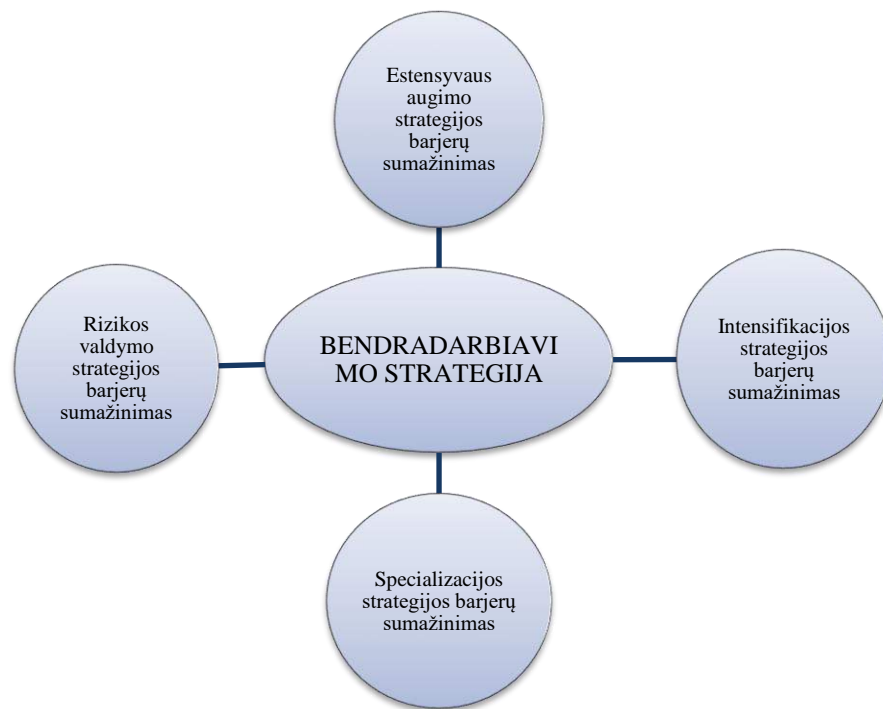 Estensyvaus
augimo
strategijos
barjerų
sumažinimas
Rizikos
valdymo
strategijos
barjerų
sumažinimas
BENDRADARBIAVI
MO STRATEGIJA
Intensifikacijos
strategijos
barjerų
sumažinimas
Specializacijos
strategijos barjerų
sumažinimas